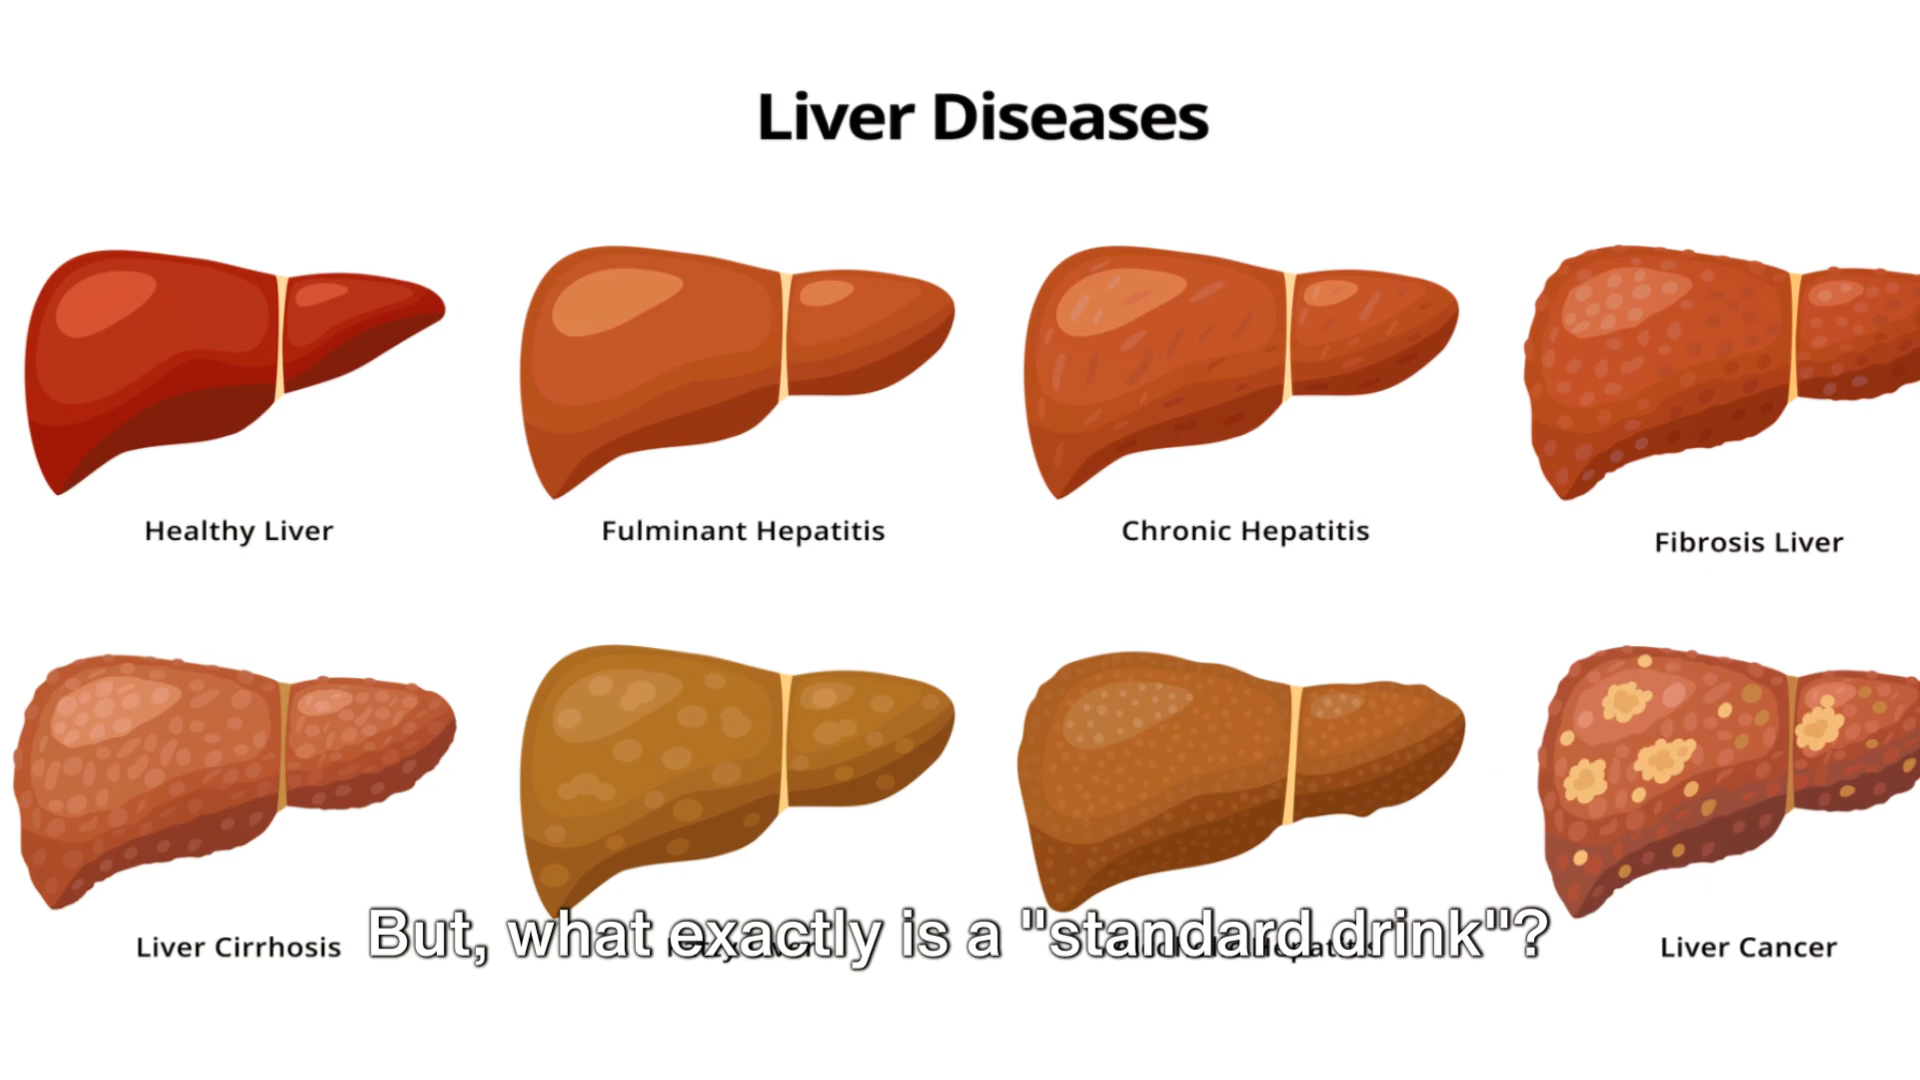 Liver Diseases
Healthy Liver
Fulminant Hepatitis
Chronic Hepatitis
Fibrosis Liver
Liver Cirrhosis
Liver Cancer
But, what exactly is a "standard drink"?